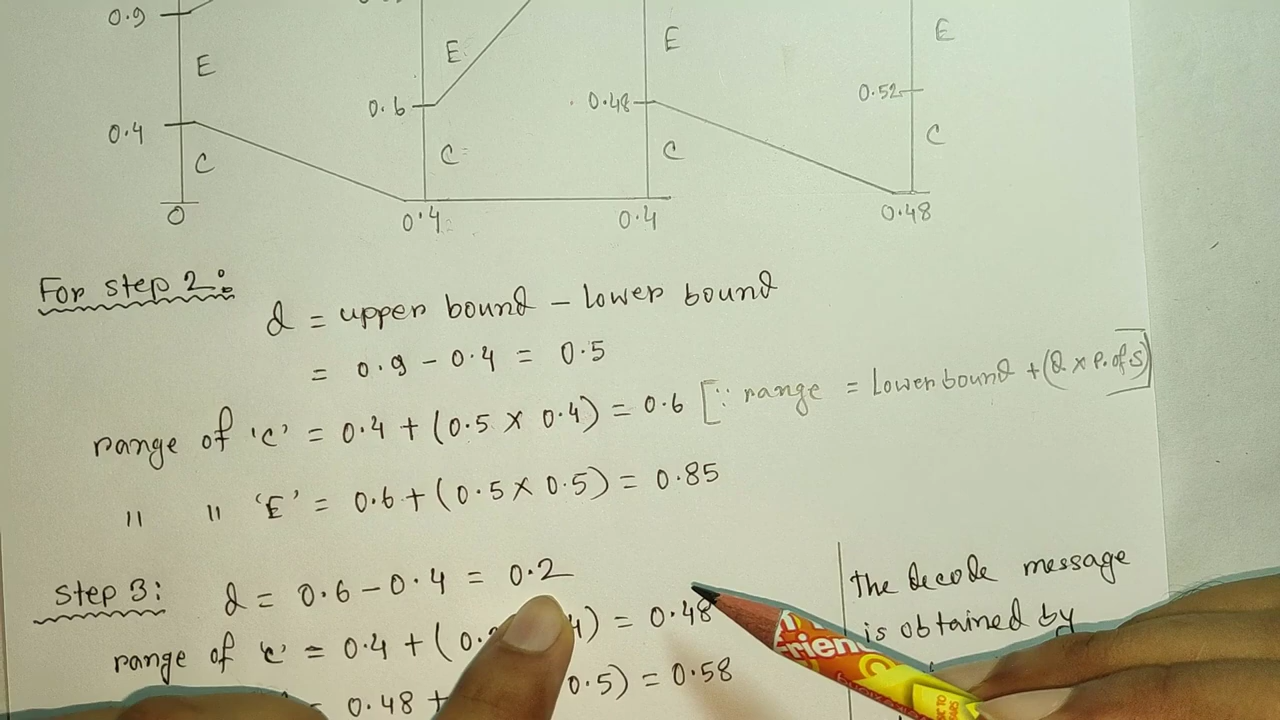 0.9
E
E
E
E
0.6
0.48
0.52
0.4
C
C
C
C
0
0.4
0.4
0.48
For step 2:
d = upper bound - lower bound
= 0.9 - 0.4 = 0.5
range of 'C' = 0.4 + (0.5 × 0.4) = 0.6 [∵ range = Lower bound + (d × P. of S)]
" " 'E' = 0.6 + (0.5 × 0.5) = 0.85
Step 3: d = 0.6 - 0.4 = 0.2
range of 'C' = 0.4 + (0. 4) = 0.48
= 0.48 + 0.5) = 0.58
The decode message
is obtained by
Frien